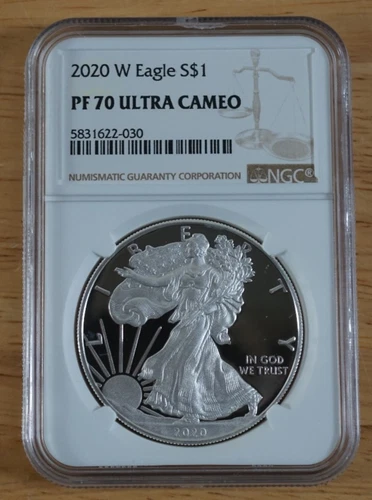 2020 W Eagle S$1
PF 70 ULTRA CAMEO
5831622-030
NUMISMATIC GUARANTY CORPORATION
NGC®
LIBERTY
IN GOD
WE TRUST
2020